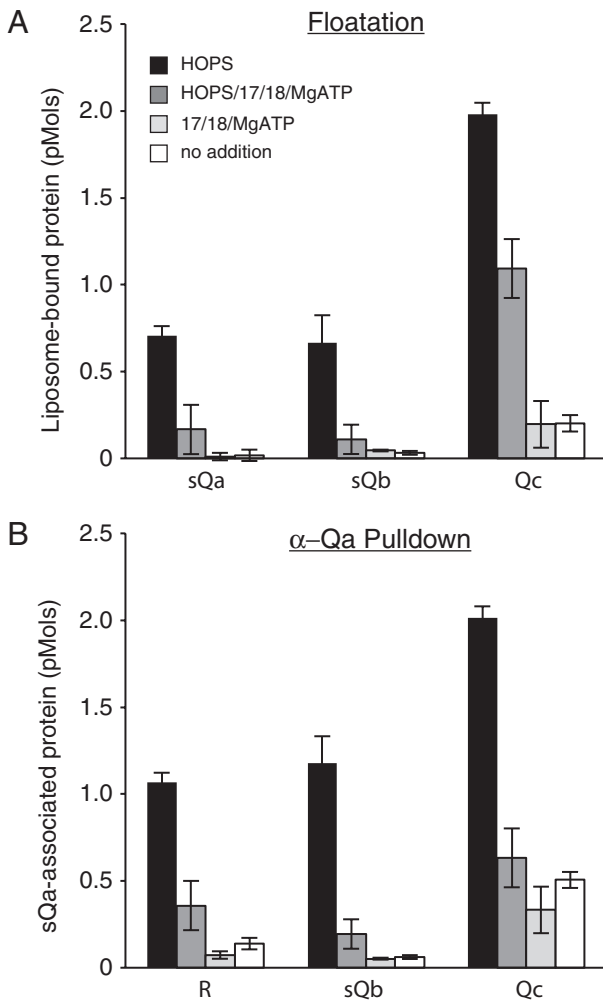 A
Floatation
Liposome-bound protein (pMols)
2.5
2.0
1.5
1.0
0.5
0
HOPS
HOPS/17/18/MgATP
17/18/MgATP
no addition
sQa sQb Qc
B
α–Qa Pulldown
sQa-associated protein (pMols)
2.5
2.0
1.5
1.0
0.5
0
R sQb Qc